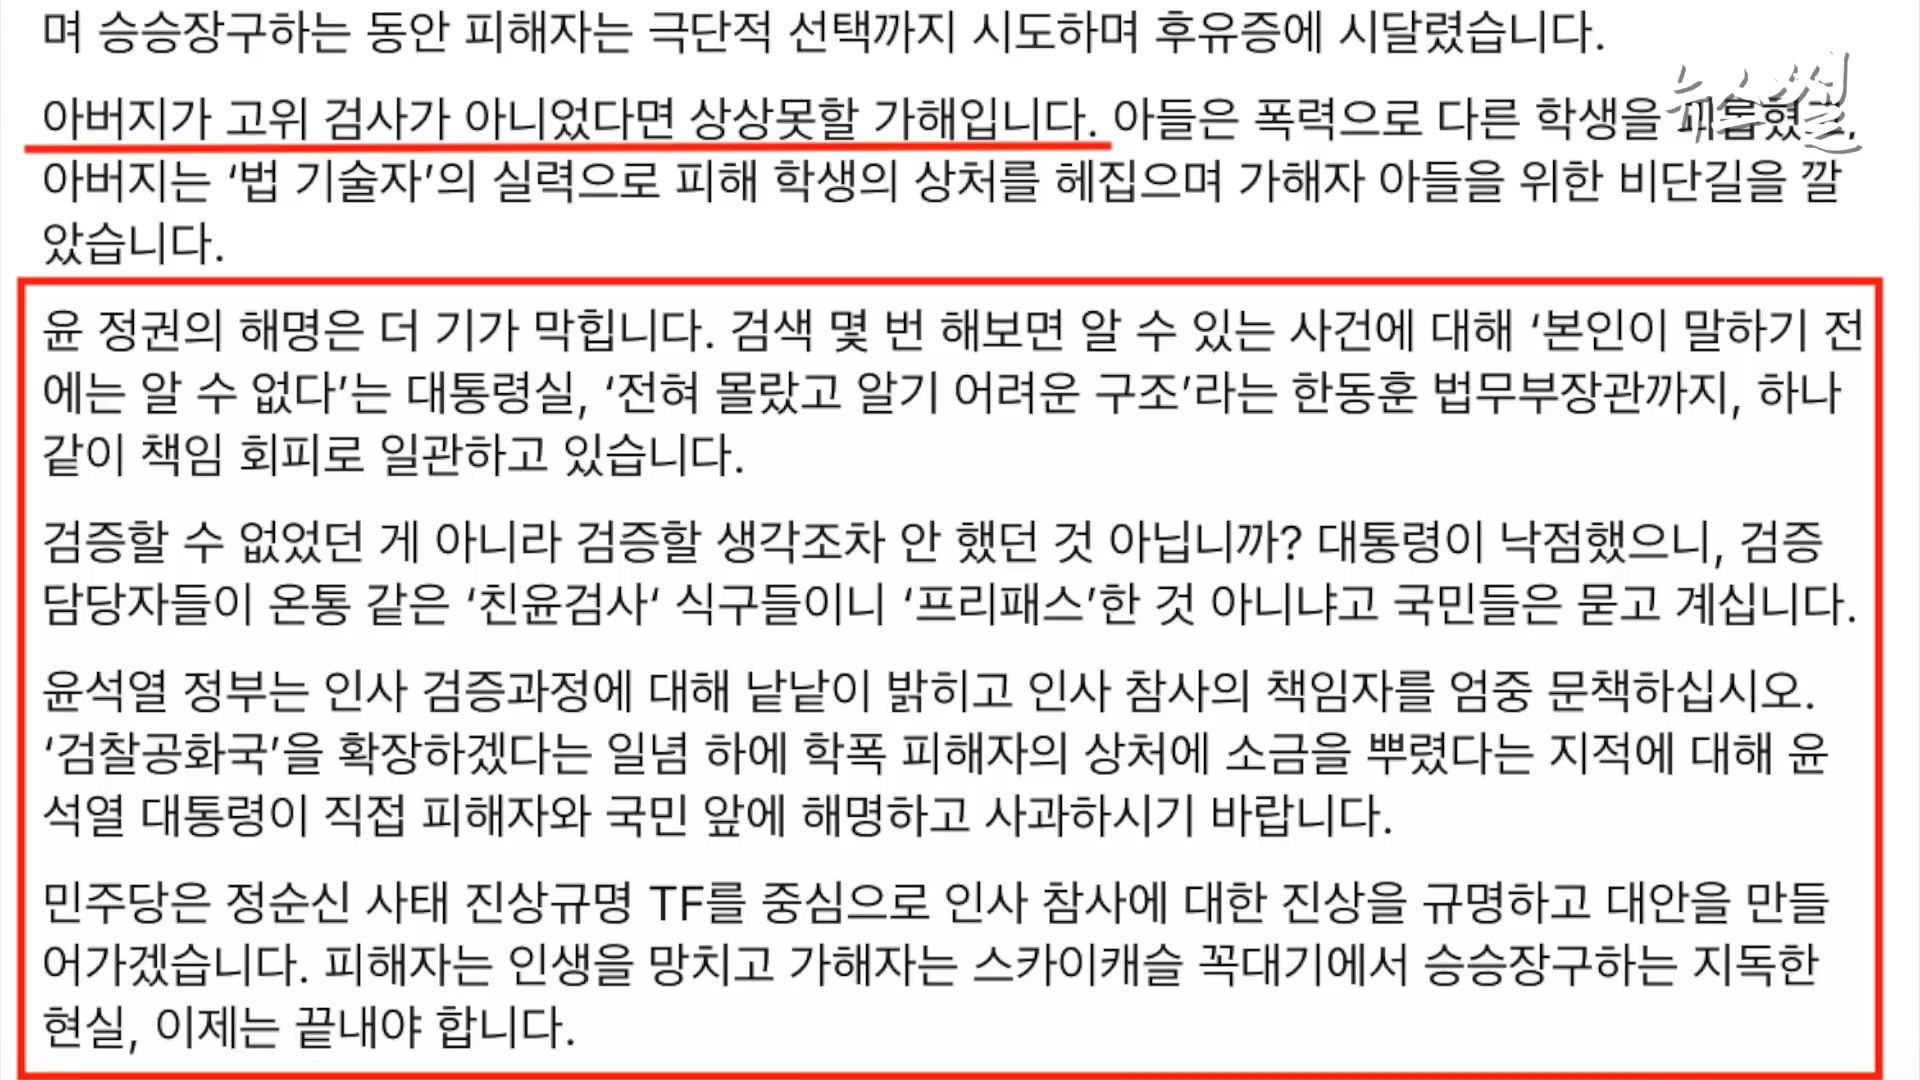 며 승승장구하는 동안 피해자는 극단적 선택까지 시도하며 후유증에 시달렸습니다.
아버지가 고위 검사가 아니었다면 상상못할 가해입니다. 아들은 폭력으로 다른 학생을
아버지는 ‘법 기술자’의 실력으로 피해 학생의 상처를 헤집으며 가해자 아들을 위한 비단길을 깔
았습니다.
윤 정권의 해명은 더 기가 막힙니다. 검색 몇 번 해보면 알 수 있는 사건에 대해 ‘본인이 말하기 전
에는 알 수 없다’는 대통령실, ‘전혀 몰랐고 알기 어려운 구조’라는 한동훈 법무부장관까지, 하나
같이 책임 회피로 일관하고 있습니다.
검증할 수 없었던 게 아니라 검증할 생각조차 안 했던 것 아닙니까? 대통령이 낙점했으니, 검증
담당자들이 온통 같은 ‘친윤검사‘ 식구들이니 ‘프리패스’한 것 아니냐고 국민들은 묻고 계십니다.
윤석열 정부는 인사 검증과정에 대해 낱낱이 밝히고 인사 참사의 책임자를 엄중 문책하십시오.
‘검찰공화국’을 확장하겠다는 일념 하에 학폭 피해자의 상처에 소금을 뿌렸다는 지적에 대해 윤
석열 대통령이 직접 피해자와 국민 앞에 해명하고 사과하시기 바랍니다.
민주당은 정순신 사태 진상규명 TF를 중심으로 인사 참사에 대한 진상을 규명하고 대안을 만들
어가겠습니다. 피해자는 인생을 망치고 가해자는 스카이캐슬 꼭대기에서 승승장구하는 지독한
현실, 이제는 끝내야 합니다.